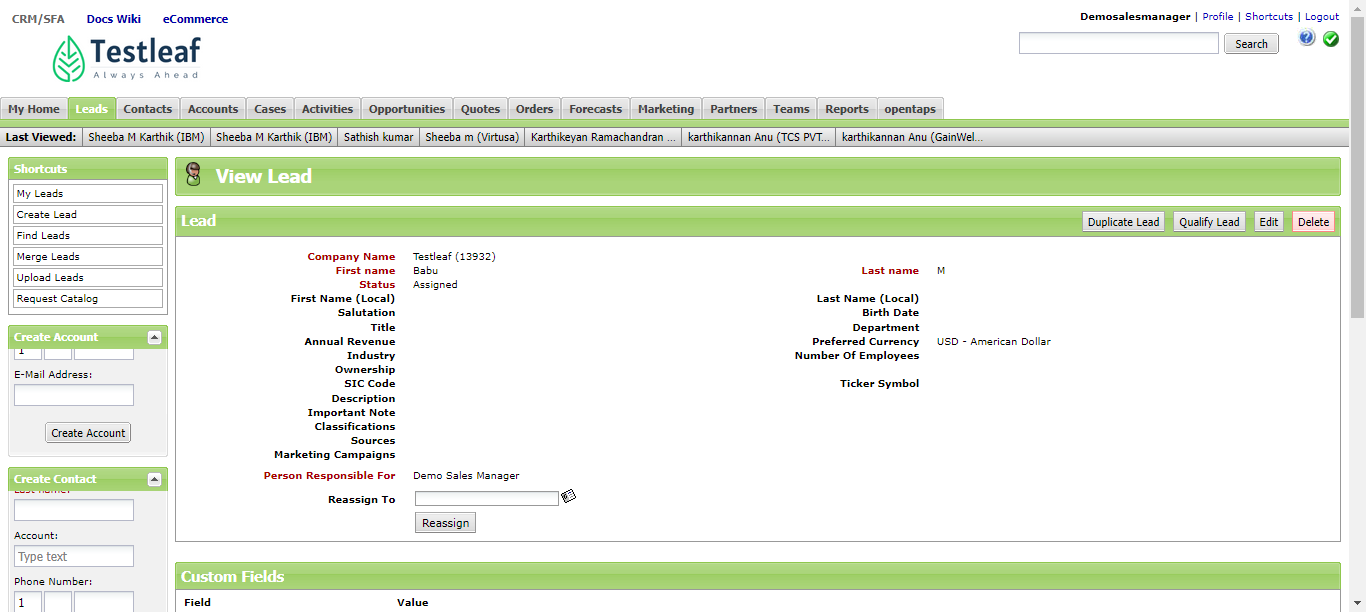 CRM/SFA Docs Wiki eCommerce
Demosalesmanager | Profile | Shortcuts | Logout
Testleaf
Always Ahead
Search
My Home Leads Contacts Accounts Cases Activities Opportunities Quotes Orders Forecasts Marketing Partners Teams Reports opentaps
Last Viewed: Sheeba M Karthik (IBM) Sheeba M Karthik (IBM) Sathish kumar Sheeba m (Virtusa) Karthikeyan Ramachandran ... karthikannan Anu (TCS PVT... karthikannan Anu (GainWel...
Shortcuts
My Leads
Create Lead
Find Leads
Merge Leads
Upload Leads
Request Catalog
Create Account
1
E-Mail Address:
Create Account
Create Contact
Last name:
Account:
Type text
Phone Number:
1
View Lead
Lead
Duplicate Lead Qualify Lead Edit Delete
Company Name Testleaf (13932)
First name Babu Last name M
Status Assigned
First Name (Local) Last Name (Local)
Salutation Birth Date
Title Department
Annual Revenue Preferred Currency USD - American Dollar
Industry Number Of Employees
Ownership
SIC Code Ticker Symbol
Description
Important Note
Classifications
Sources
Marketing Campaigns
Person Responsible For Demo Sales Manager
Reassign To
Reassign
Custom Fields
Field Value